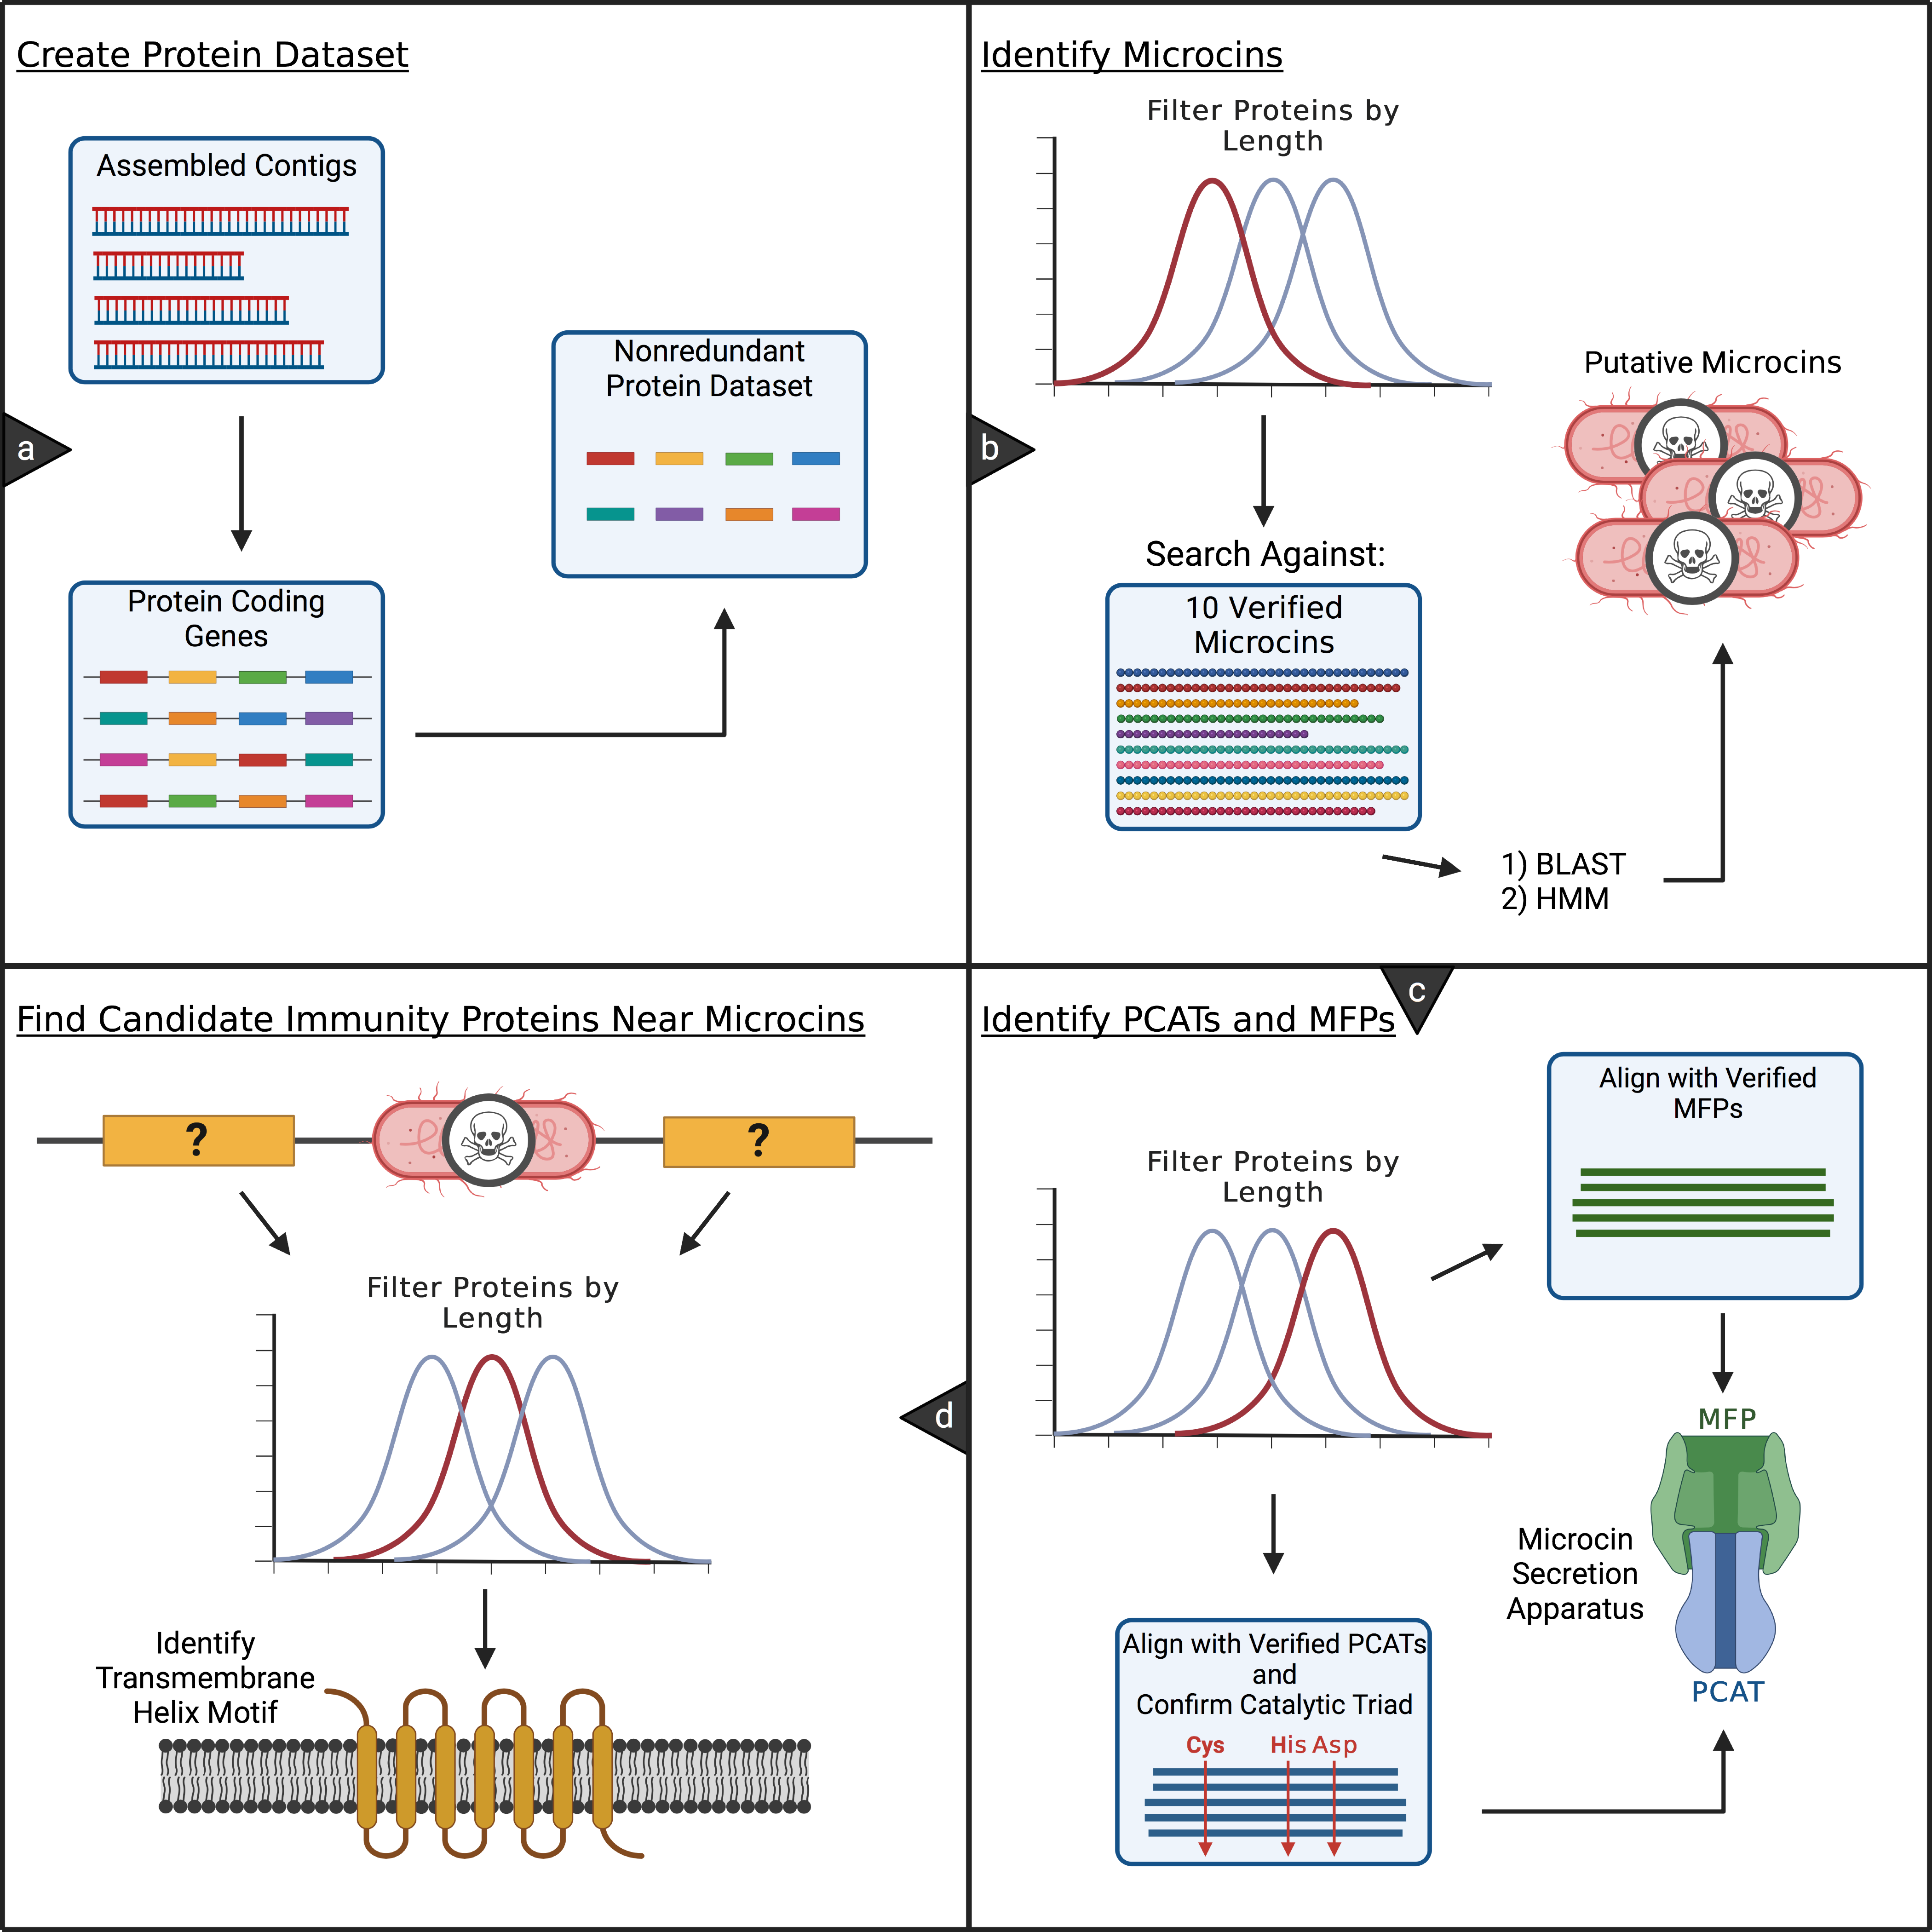 Create Protein Dataset
Assembled Contigs
a
Protein Coding
Genes
Nonredundant
Protein Dataset
Identify Microcins
b
Filter Proteins by
Length
Search Against:
10 Verified
Microcins
1) BLAST
2) HMM
Putative Microcins
Identify PCATs and MFPs
c
Filter Proteins by
Length
Align with Verified
MFPs
Align with Verified PCATs
and
Confirm Catalytic Triad
Cys His Asp
MFP
Microcin
Secretion
Apparatus
PCAT
Find Candidate Immunity Proteins Near Microcins
d
? ?
Filter Proteins by
Length
Identify
Transmembrane
Helix Motif